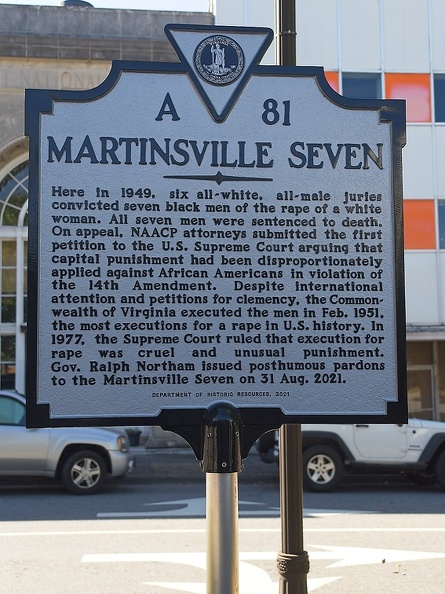 T NATIONAL
A 81
MARTINSVILLE SEVEN
Here in 1949, six all-white, all-male juries
convicted seven black men of the rape of a white
woman. All seven men were sentenced to death.
On appeal, NAACP attorneys submitted the first
petition to the U.S. Supreme Court arguing that
capital punishment had been disproportionately
applied against African Americans in violation of
the 14th Amendment. Despite international
attention and petitions for clemency, the Common-
wealth of Virginia executed the men in Feb. 1951,
the most executions for a rape in U.S. history. In
1977, the Supreme Court ruled that execution for
rape was cruel and unusual punishment.
Gov. Ralph Northam issued posthumous pardons
to the Martinsville Seven on 31 Aug. 2021.
DEPARTMENT OF HISTORIC RESOURCES, 2021